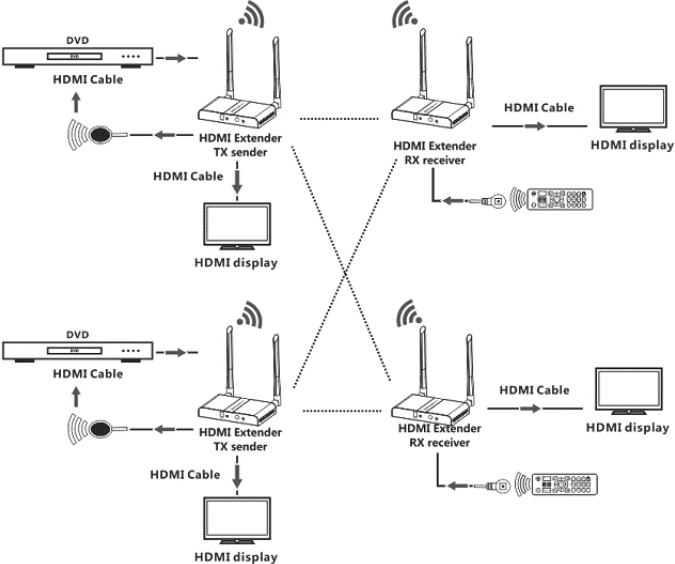 DVD
DVD
HDMI Cable
HDMI Extender
TX sender
HDMI Cable
HDMI display
HDMI Extender
RX receiver
HDMI Cable
HDMI display
DVD
DVD
HDMI Cable
HDMI Extender
TX sender
HDMI Cable
HDMI display
HDMI Extender
RX receiver
HDMI Cable
HDMI display